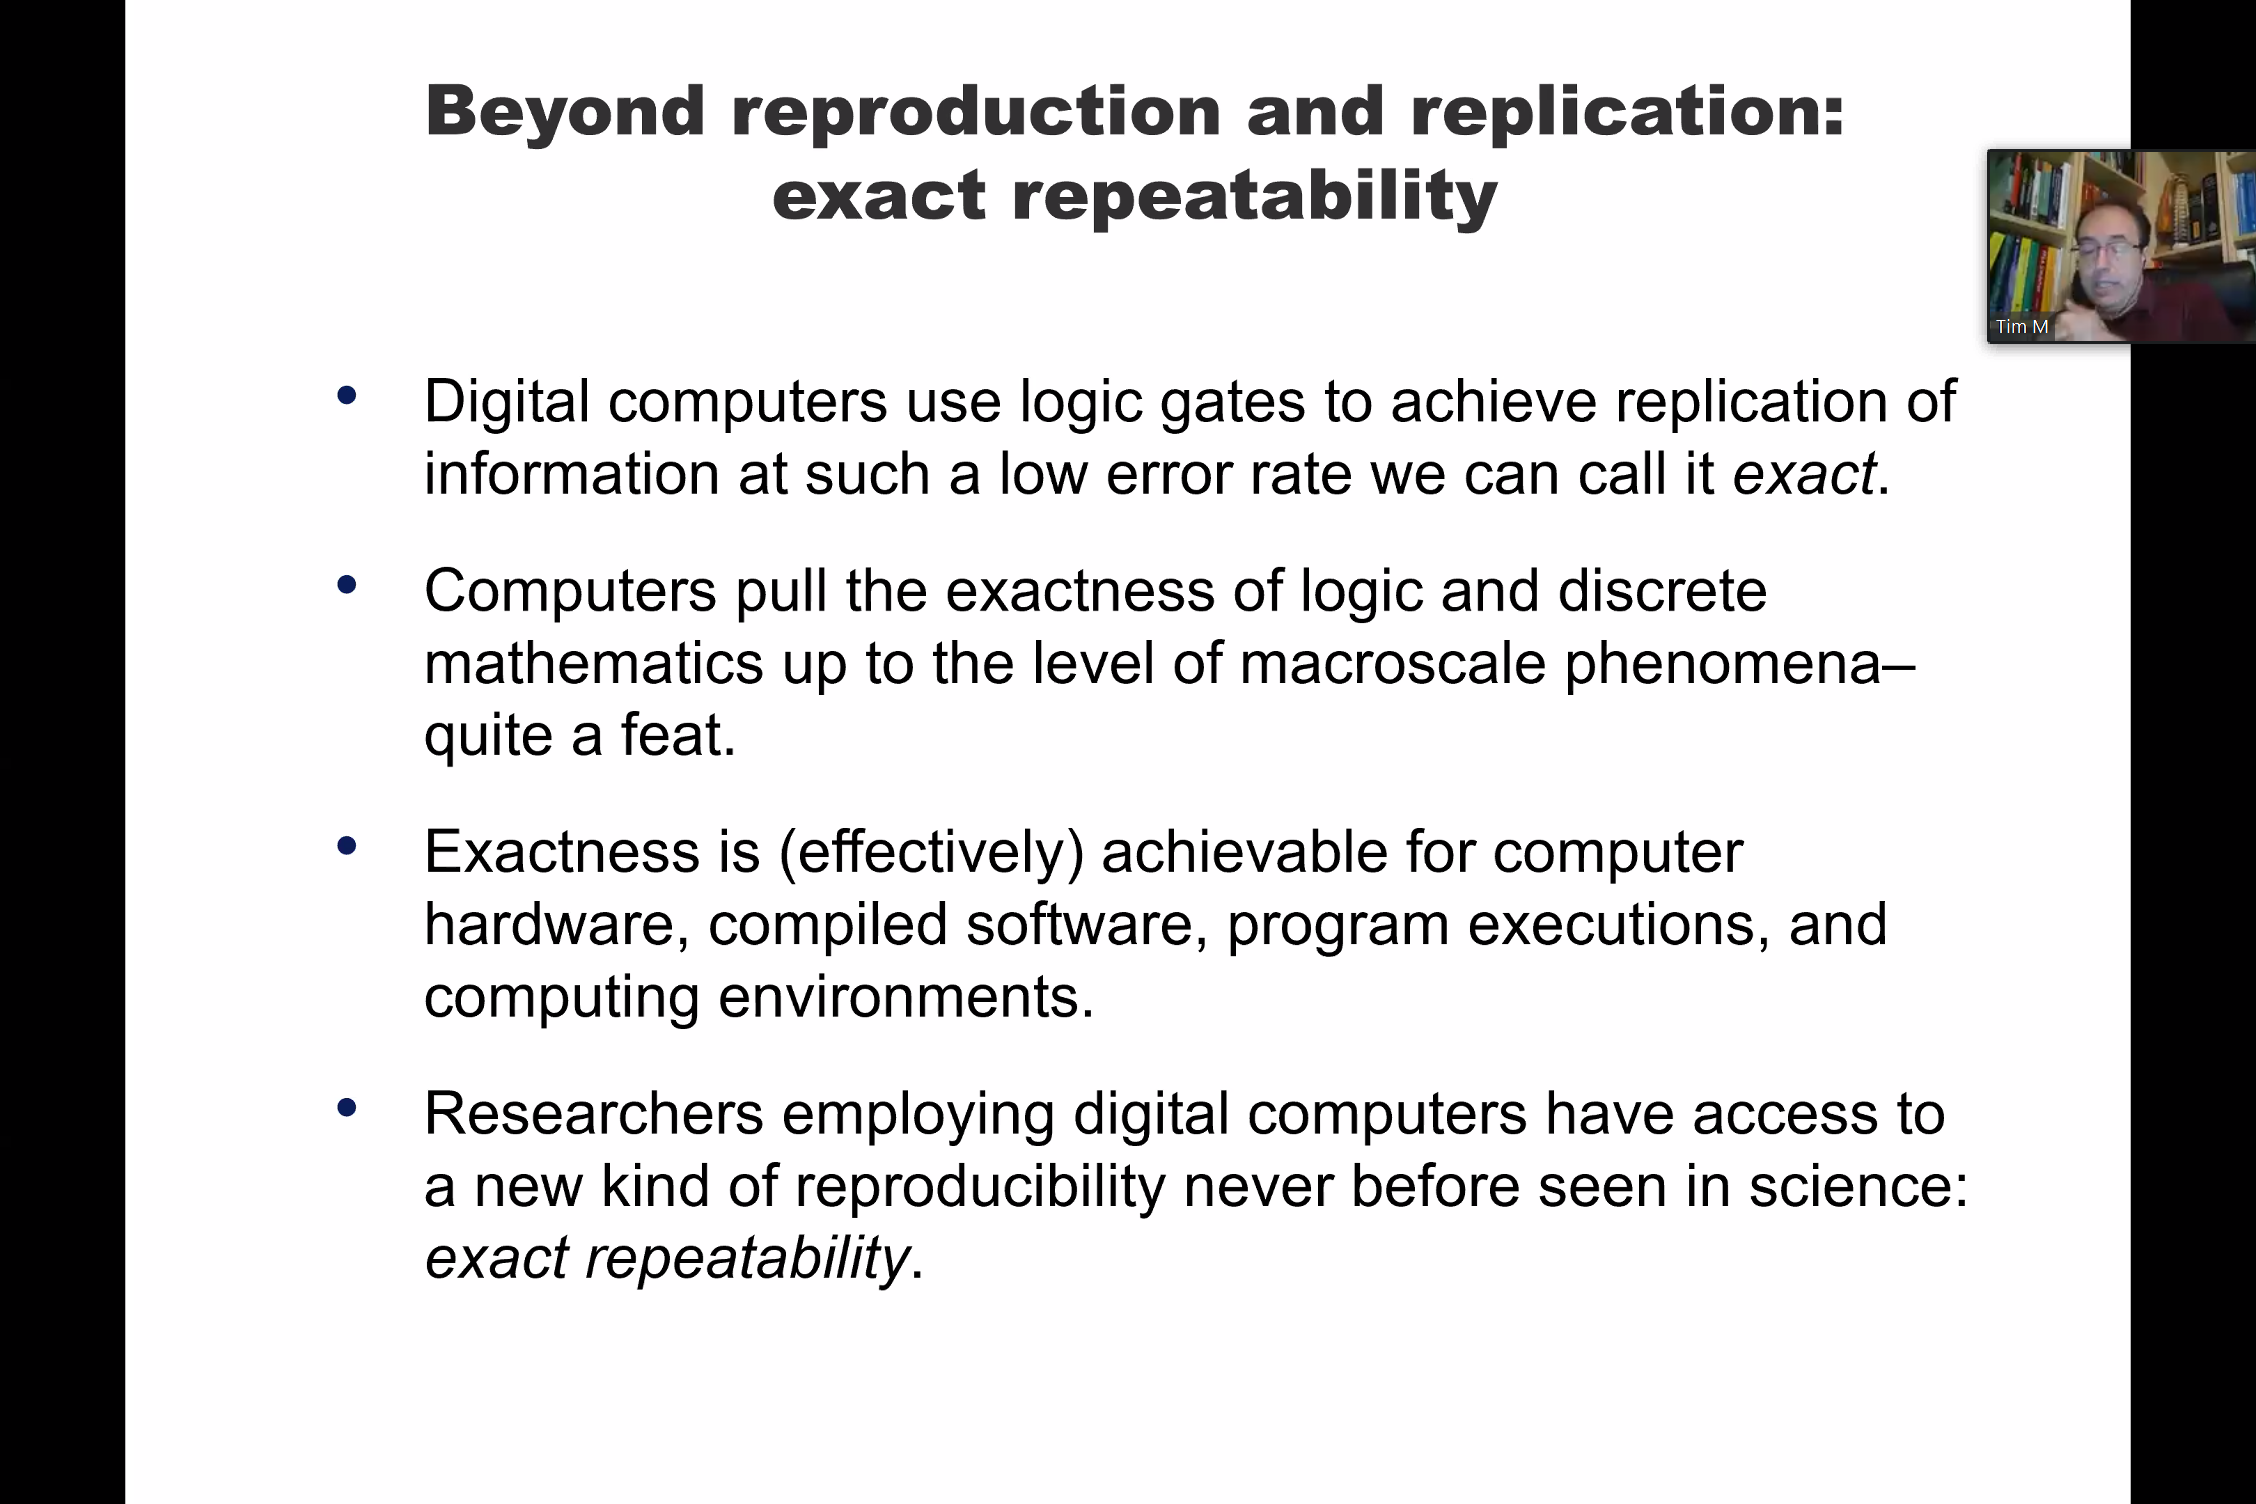 Beyond reproduction and replication:
exact repeatability
Tim M
• Digital computers use logic gates to achieve replication of
information at such a low error rate we can call it exact.
• Computers pull the exactness of logic and discrete
mathematics up to the level of macroscale phenomena–
quite a feat.
• Exactness is (effectively) achievable for computer
hardware, compiled software, program executions, and
computing environments.
• Researchers employing digital computers have access to
a new kind of reproducibility never before seen in science:
exact repeatability.